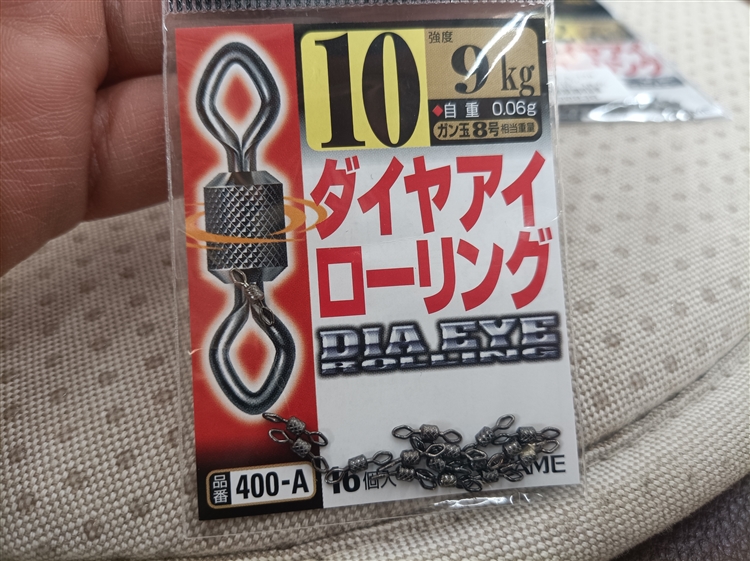 10
強度
9kg
◆自重 0.06g
ガン玉8号相当重量
ダイヤアイ
ローリング
DIA EYE
ROLLING
品番 400-A
16個入
AME